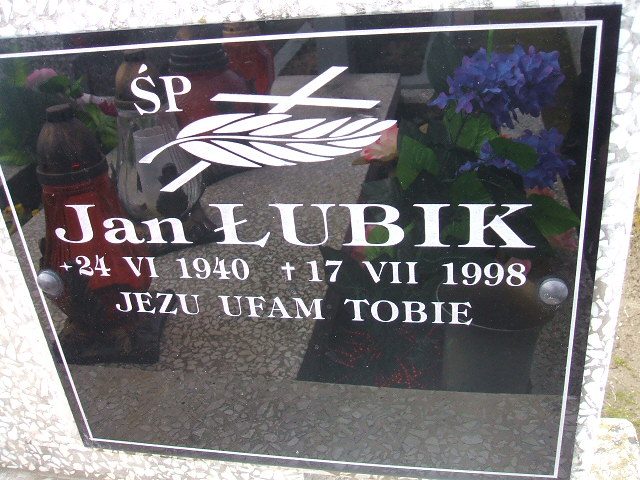 ŚP
Jan ŁUBIK
*24 VI 1940 †17 VII 1998
JEZU UFAM TOBIE